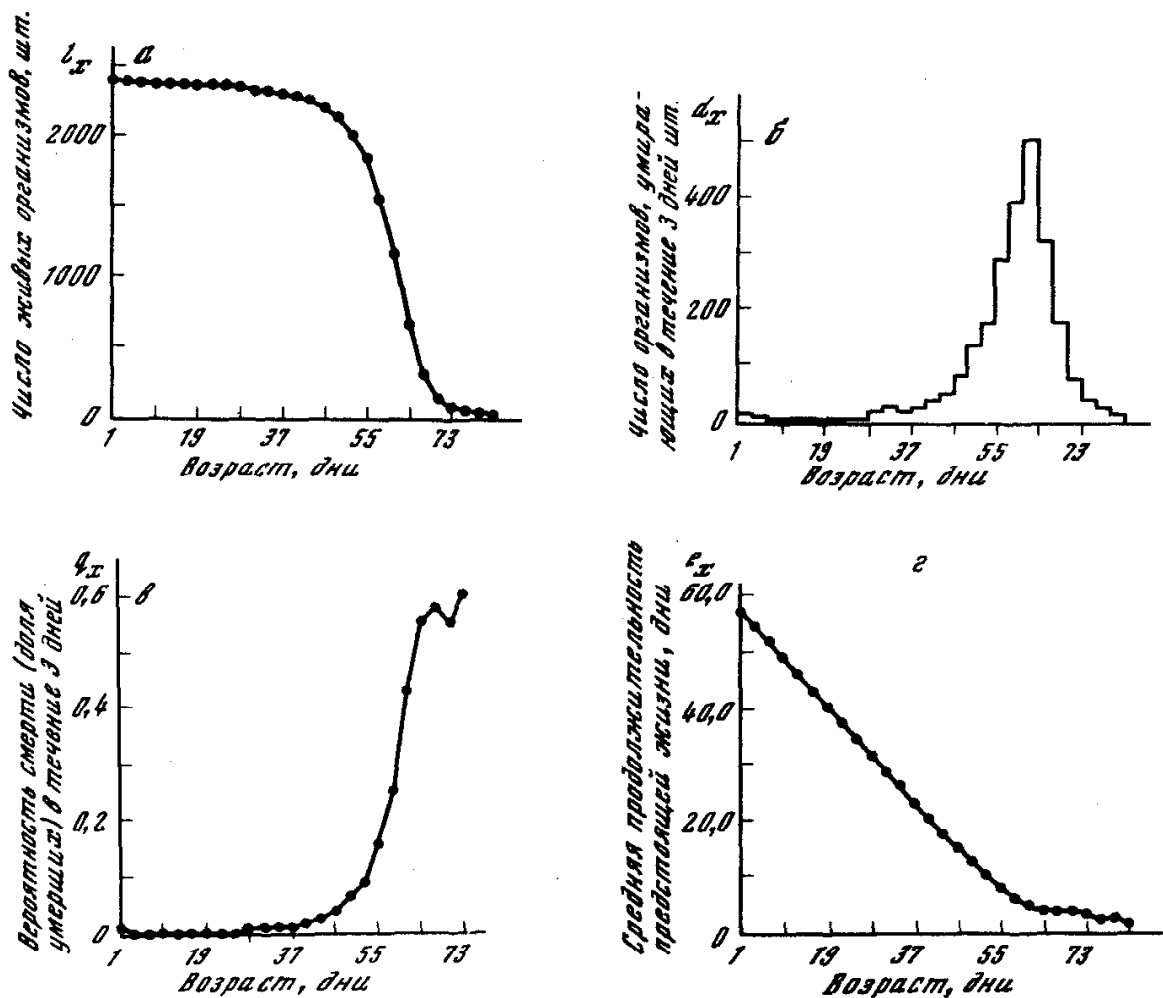 Число живых организмов, шт.
l_x
а
2000
1000
0
1 19 37 55 73
Возраст, дни
Число организмов, умира-
ющих в течение 3 дней шт.
d_x
б
400
200
0
1 19 37 55 73
Возраст, дни
Вероятность смерти (доля
умерших) в течение 3 дней
q_x
в
0,6
0,4
0,2
0
1 19 37 55 73
Возраст, дни
Средняя продолжительность
предстоящей жизни, дни
e_x
г
60,0
40,0
20,0
0
1 19 37 55 73
Возраст, дни